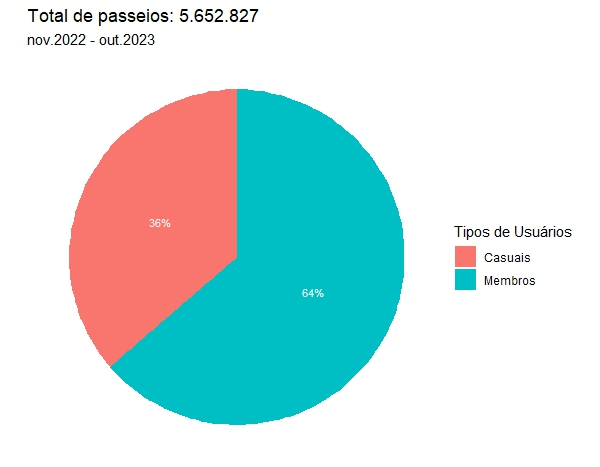 Total de passeios: 5.652.827
nov.2022 - out.2023
36%
64%
Tipos de Usuários
Casuais
Membros